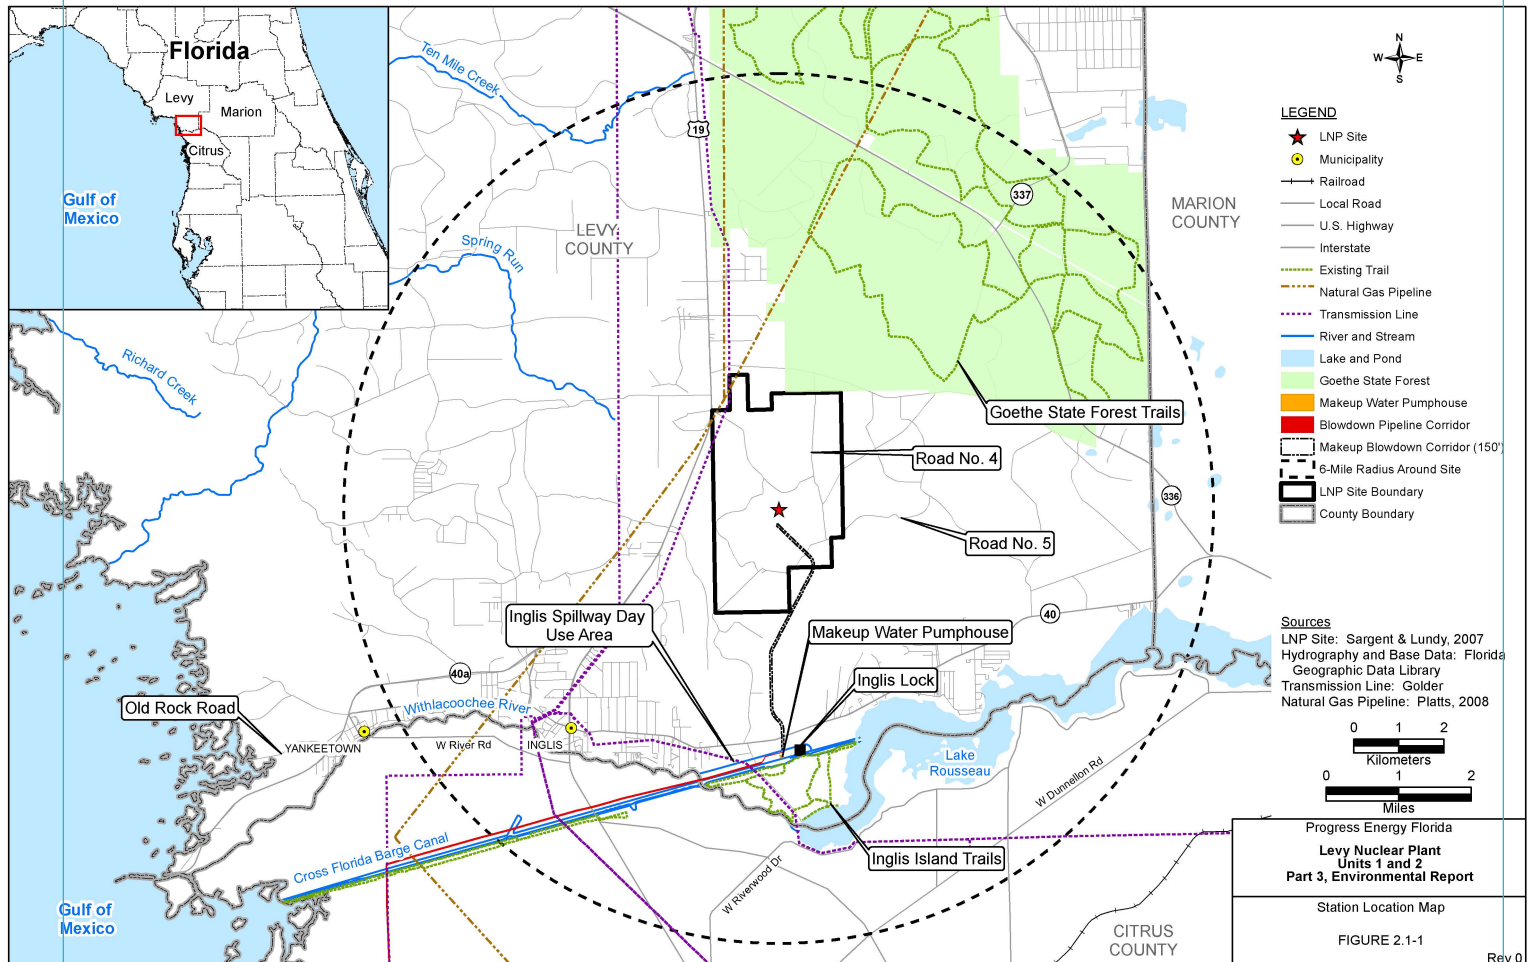 Florida
Levy
Marion
Citrus
Gulf of
Mexico
Ten Mile Creek
19
337
MARION
COUNTY
LEVY
COUNTY
Spring Run
Richard Creek
Goethe State Forest Trails
Road No. 4
336
Road No. 5
40
Inglis Spillway Day
Use Area
Makeup Water Pumphouse
40a
Inglis Lock
Old Rock Road
Withlacoochee River
YANKEETOWN
W River Rd
INGLIS
Lake
Rousseau
W Dunnellon Rd
Cross Florida Barge Canal
Inglis Island Trails
W Riverwood Dr
Gulf of
Mexico
CITRUS
COUNTY
N
W E
S
LEGEND
LNP Site
Municipality
Railroad
Local Road
U.S. Highway
Interstate
Existing Trail
Natural Gas Pipeline
Transmission Line
River and Stream
Lake and Pond
Goethe State Forest
Makeup Water Pumphouse
Blowdown Pipeline Corridor
Makeup Blowdown Corridor (150')
6-Mile Radius Around Site
LNP Site Boundary
County Boundary
Sources
LNP Site: Sargent & Lundy, 2007
Hydrography and Base Data: Florida
Geographic Data Library
Transmission Line: Golder
Natural Gas Pipeline: Platts, 2008
0 1 2
Kilometers
0 1 2
Miles
Progress Energy Florida
Levy Nuclear Plant
Units 1 and 2
Part 3, Environmental Report
Station Location Map
FIGURE 2.1-1
Rev 0